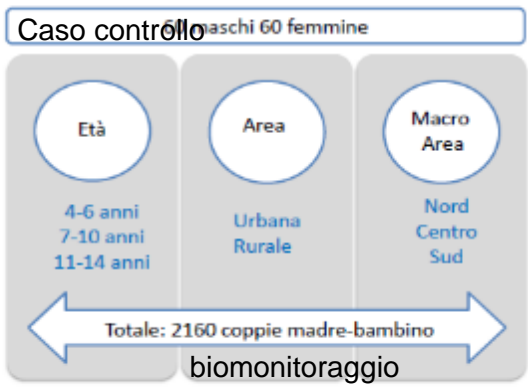 Caso controllo
60 maschi 60 femmine
Età
4-6 anni
7-10 anni
11-14 anni
Area
Urbana
Rurale
Macro
Area
Nord
Centro
Sud
Totale: 2160 coppie madre-bambino
biomonitoraggio